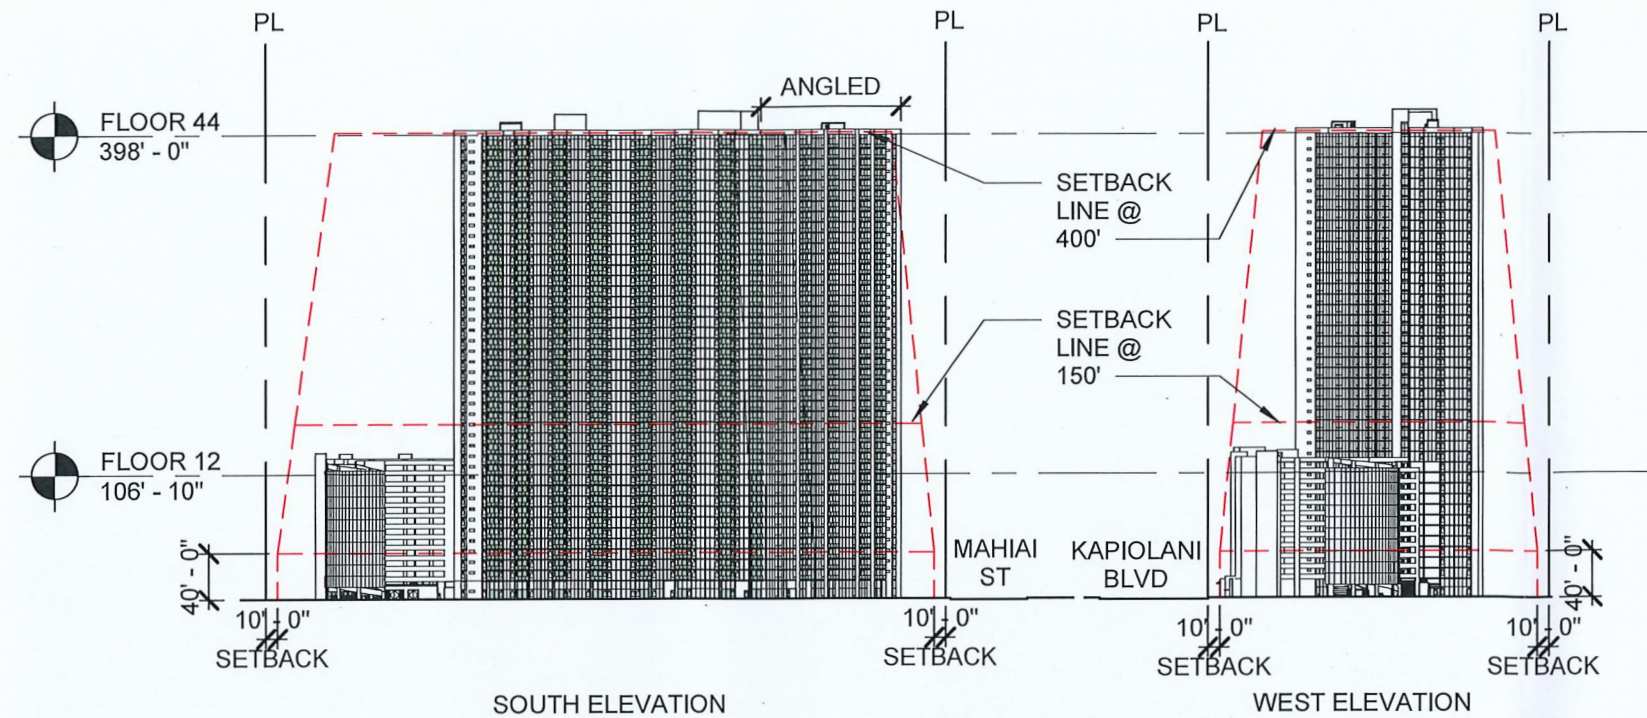 PL
PL
PL
PL
ANGLED
FLOOR 44
398' - 0"
SETBACK
LINE @
400'
SETBACK
LINE @
150'
FLOOR 12
106' - 10"
40' - 0"
MAHIAI
ST
KAPIOLANI
BLVD
40' - 0"
10' - 0"
SETBACK
10' - 0"
SETBACK
10' - 0"
SETBACK
10' - 0"
SETBACK
SOUTH ELEVATION
WEST ELEVATION